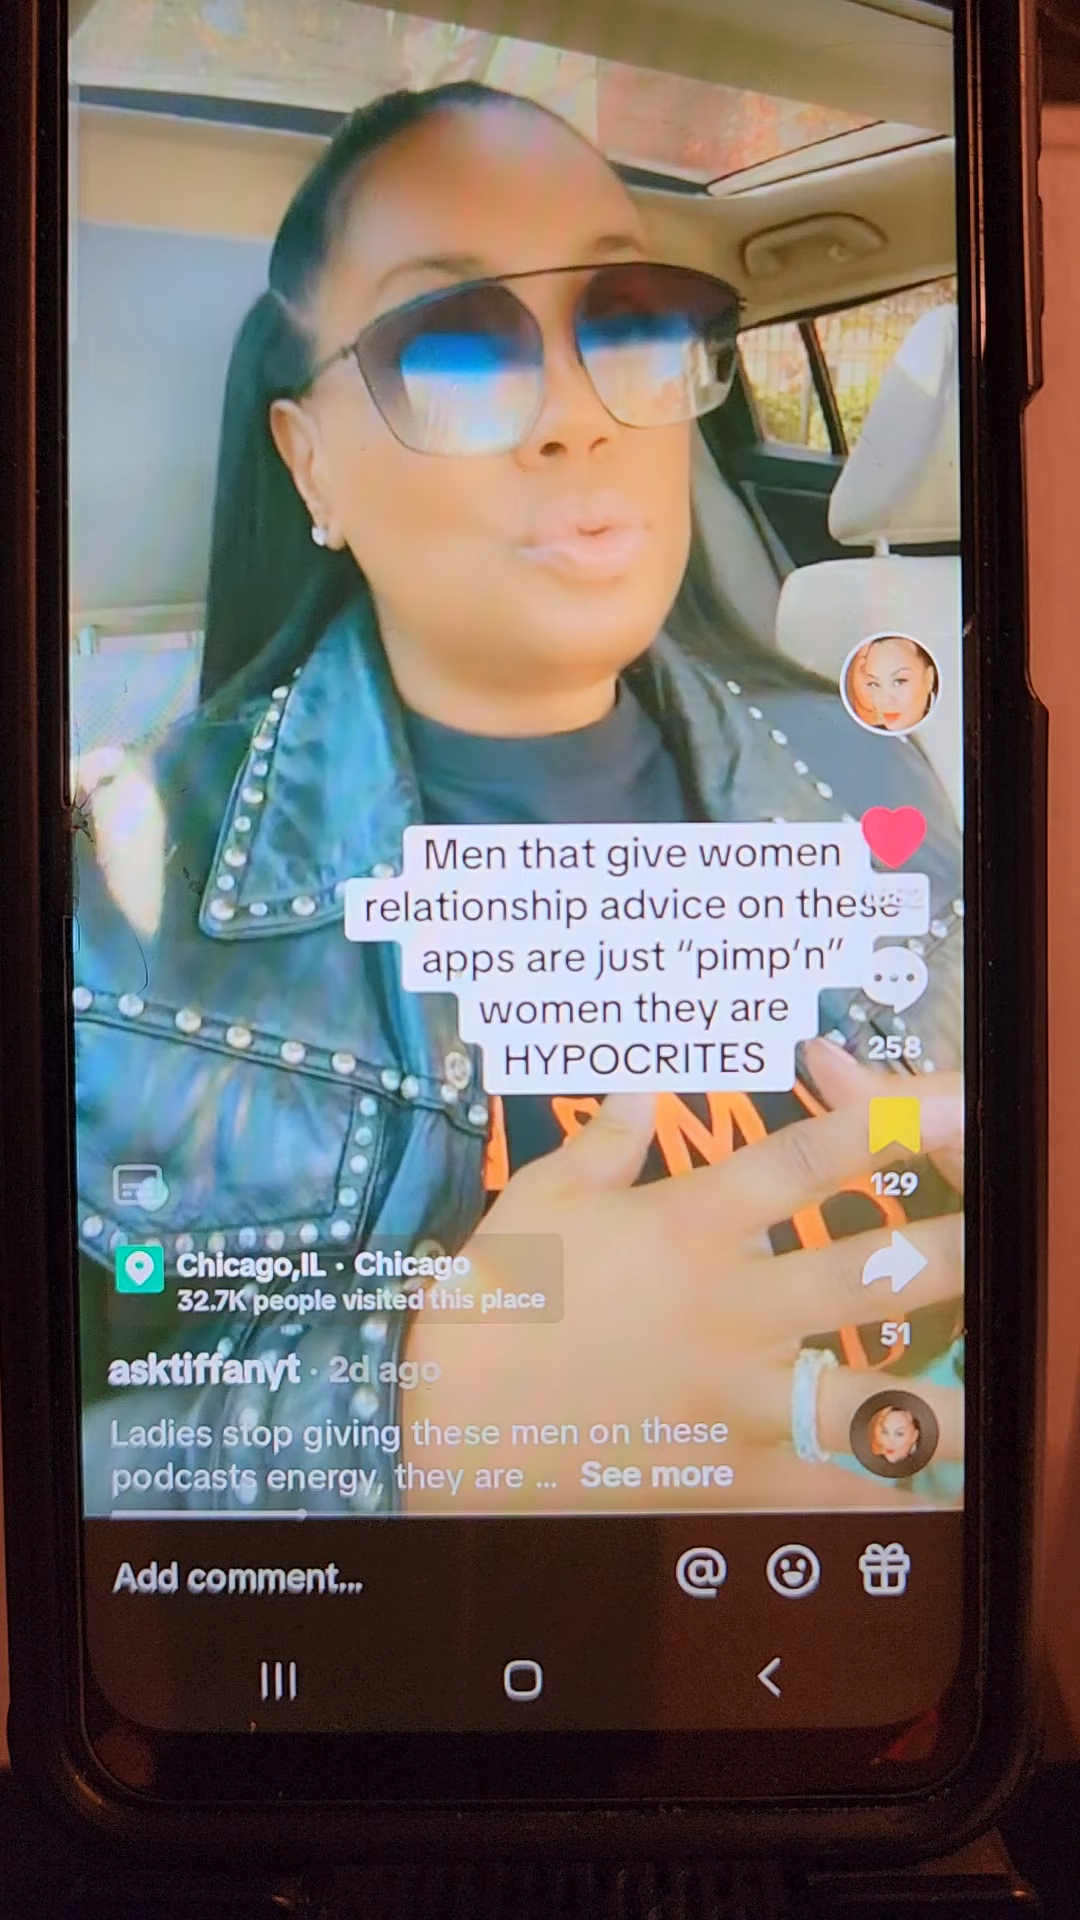 Men that give women
relationship advice on these
apps are just "pimp'n"
women they are
HYPOCRITES
258
129
51
Chicago,IL · Chicago
32.7K people visited this place
asktiffanyt · 2d ago
Ladies stop giving these men on these
podcasts energy, they are ... See more
Add comment...